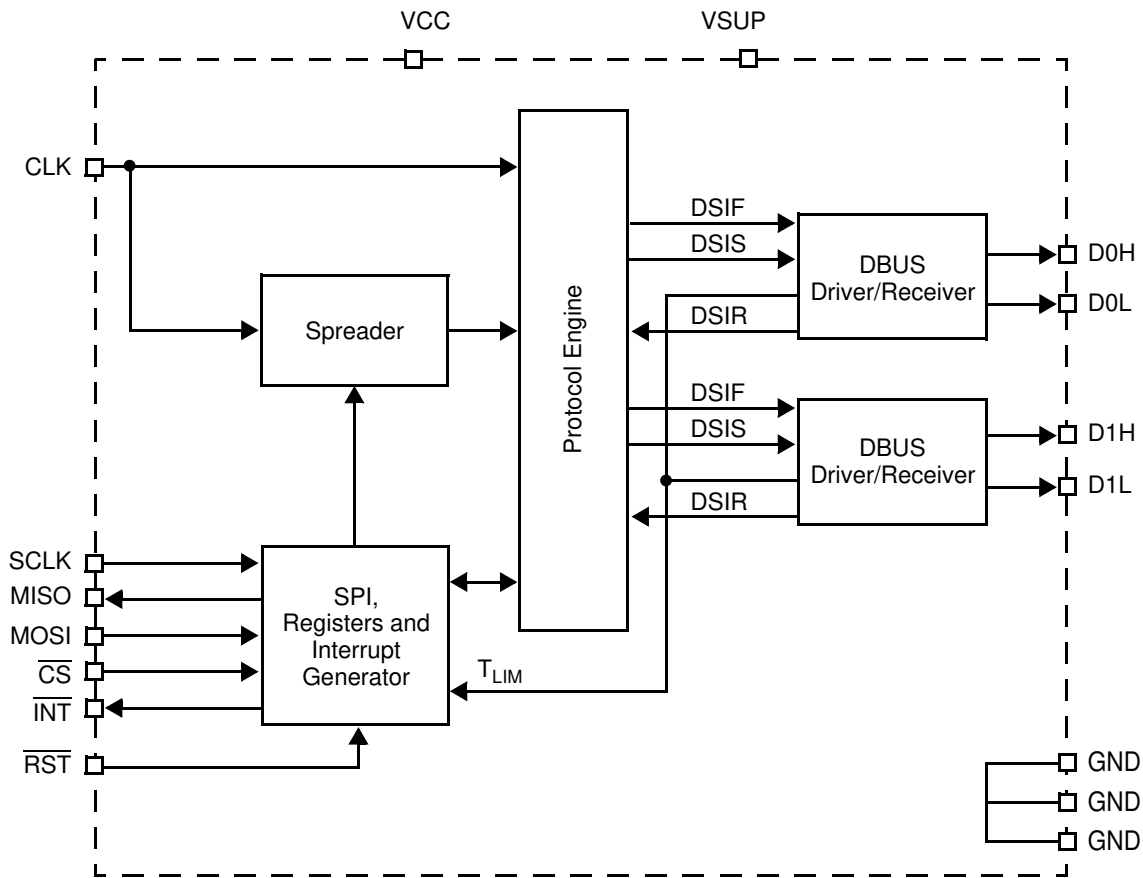 VCC
VSUP
CLK
DSIF
DSIS
DBUS
Driver/Receiver
D0H
D0L
Spreader
DSIR
Protocol Engine
DSIF
DSIS
DBUS
Driver/Receiver
D1H
D1L
DSIR
SCLK
MISO
MOSI
CS
INT
RST
SPI,
Registers and
Interrupt
Generator
TLIM
GND
GND
GND